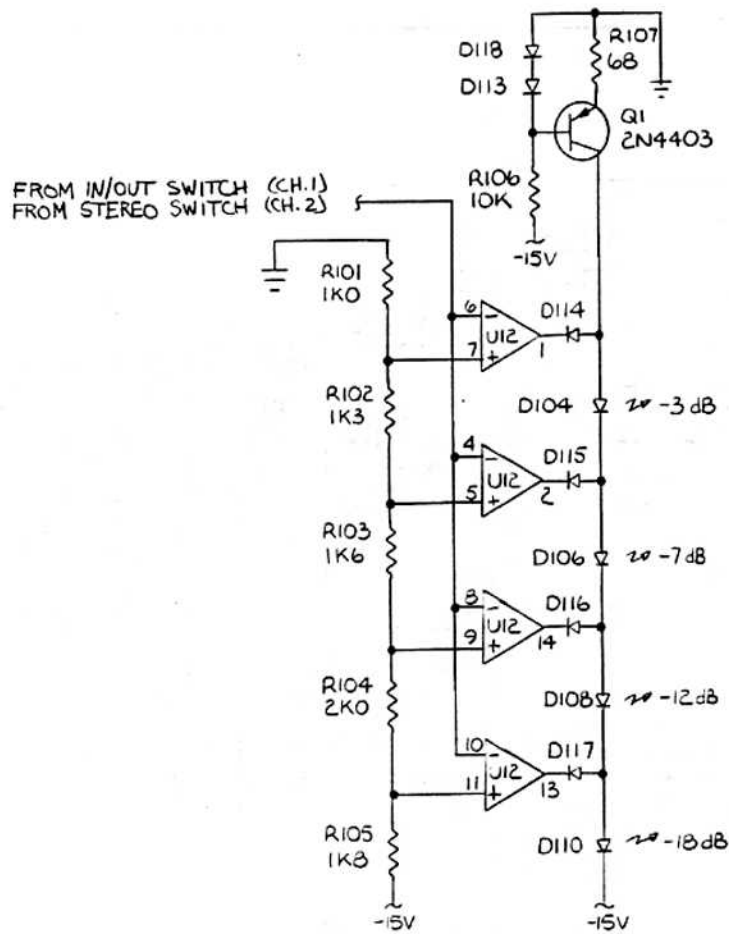 D118
R107
68
D113
Q1
2N4403
R106
10K
-15V
FROM IN/OUT SWITCH (CH.1)
FROM STEREO SWITCH (CH.2)
R101
1K0
6
-
U12
7
+
1
D114
R102
1K3
D104
-3 dB
4
-
U12
5
+
2
D115
R103
1K6
D106
-7 dB
8
-
U12
9
+
14
D116
R104
2K0
D108
-12 dB
10
-
U12
11
+
13
D117
R105
1K8
D110
-18 dB
-15V
-15V